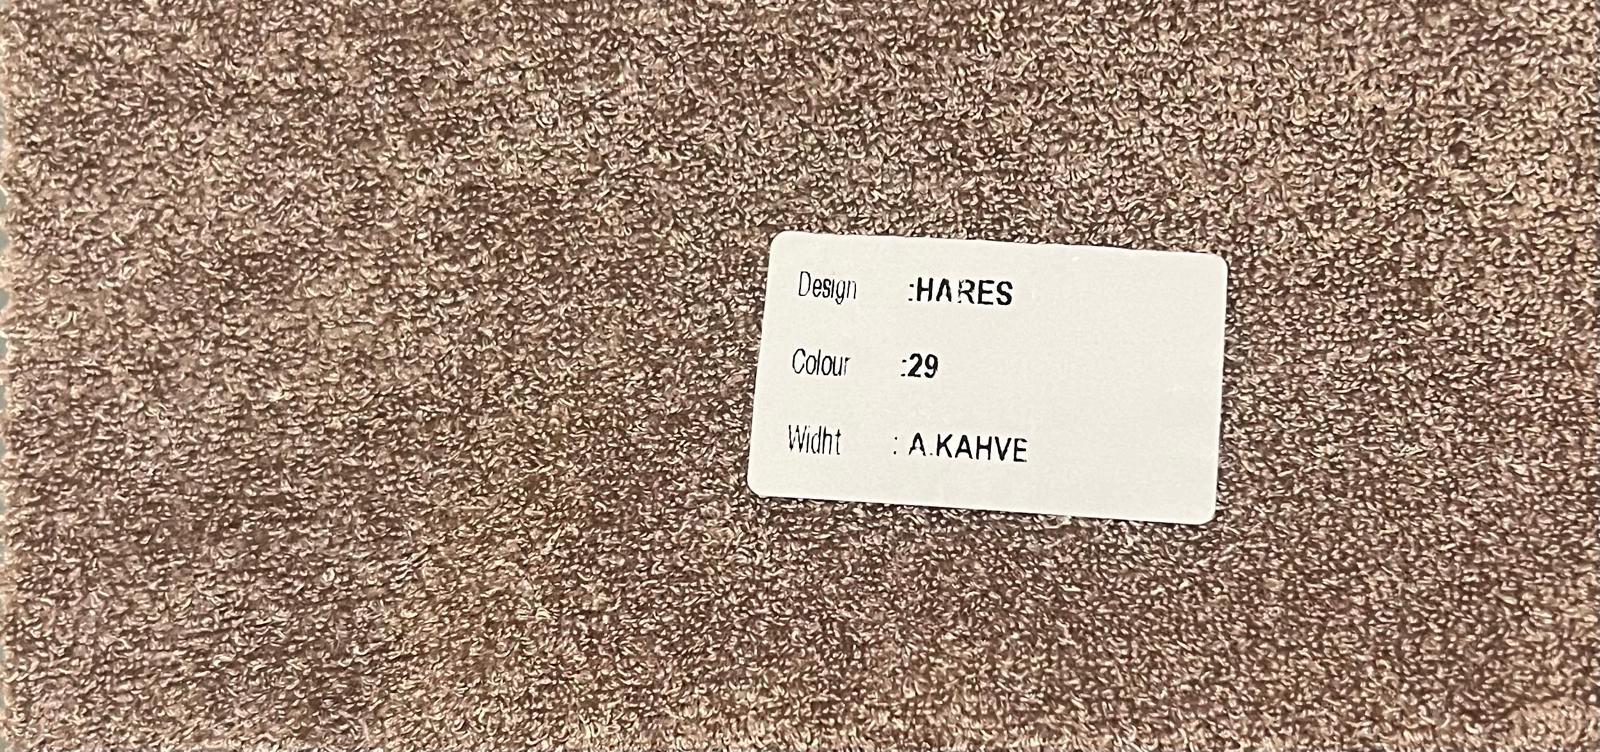 Design :HARES
Colour :29
Widht : A.KAHVE